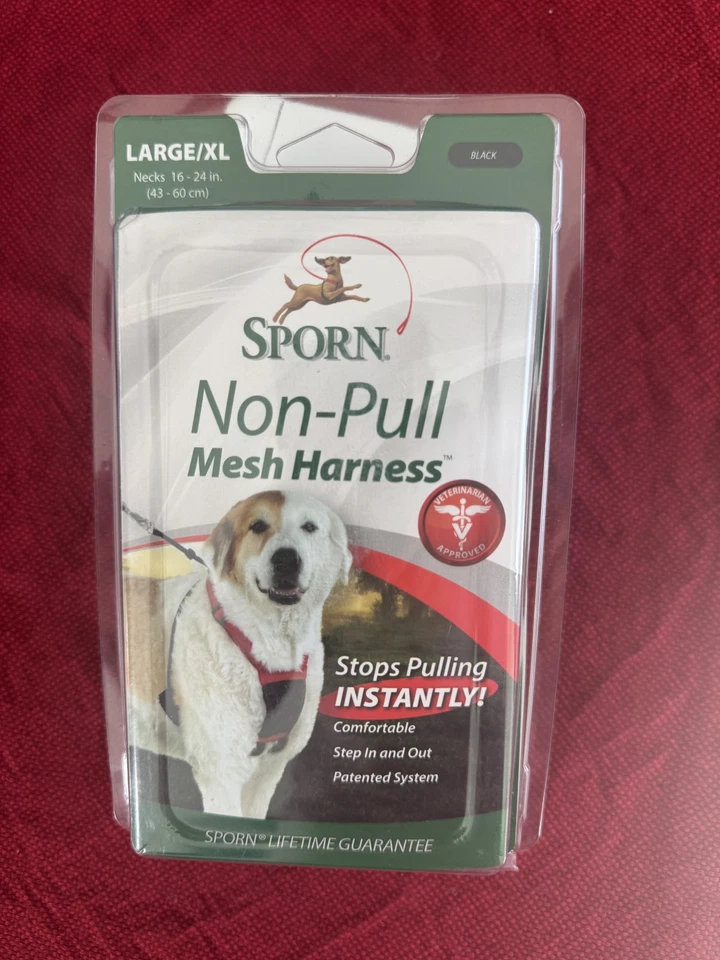 LARGE/XL
Necks 16 - 24 in.
(43 - 60 cm)
BLACK
SPORN®
Non-Pull
Mesh Harness™
VETERINARIAN
V
APPROVED
Stops Pulling
INSTANTLY!
Comfortable
Step In and Out
Patented System
SPORN® LIFETIME GUARANTEE